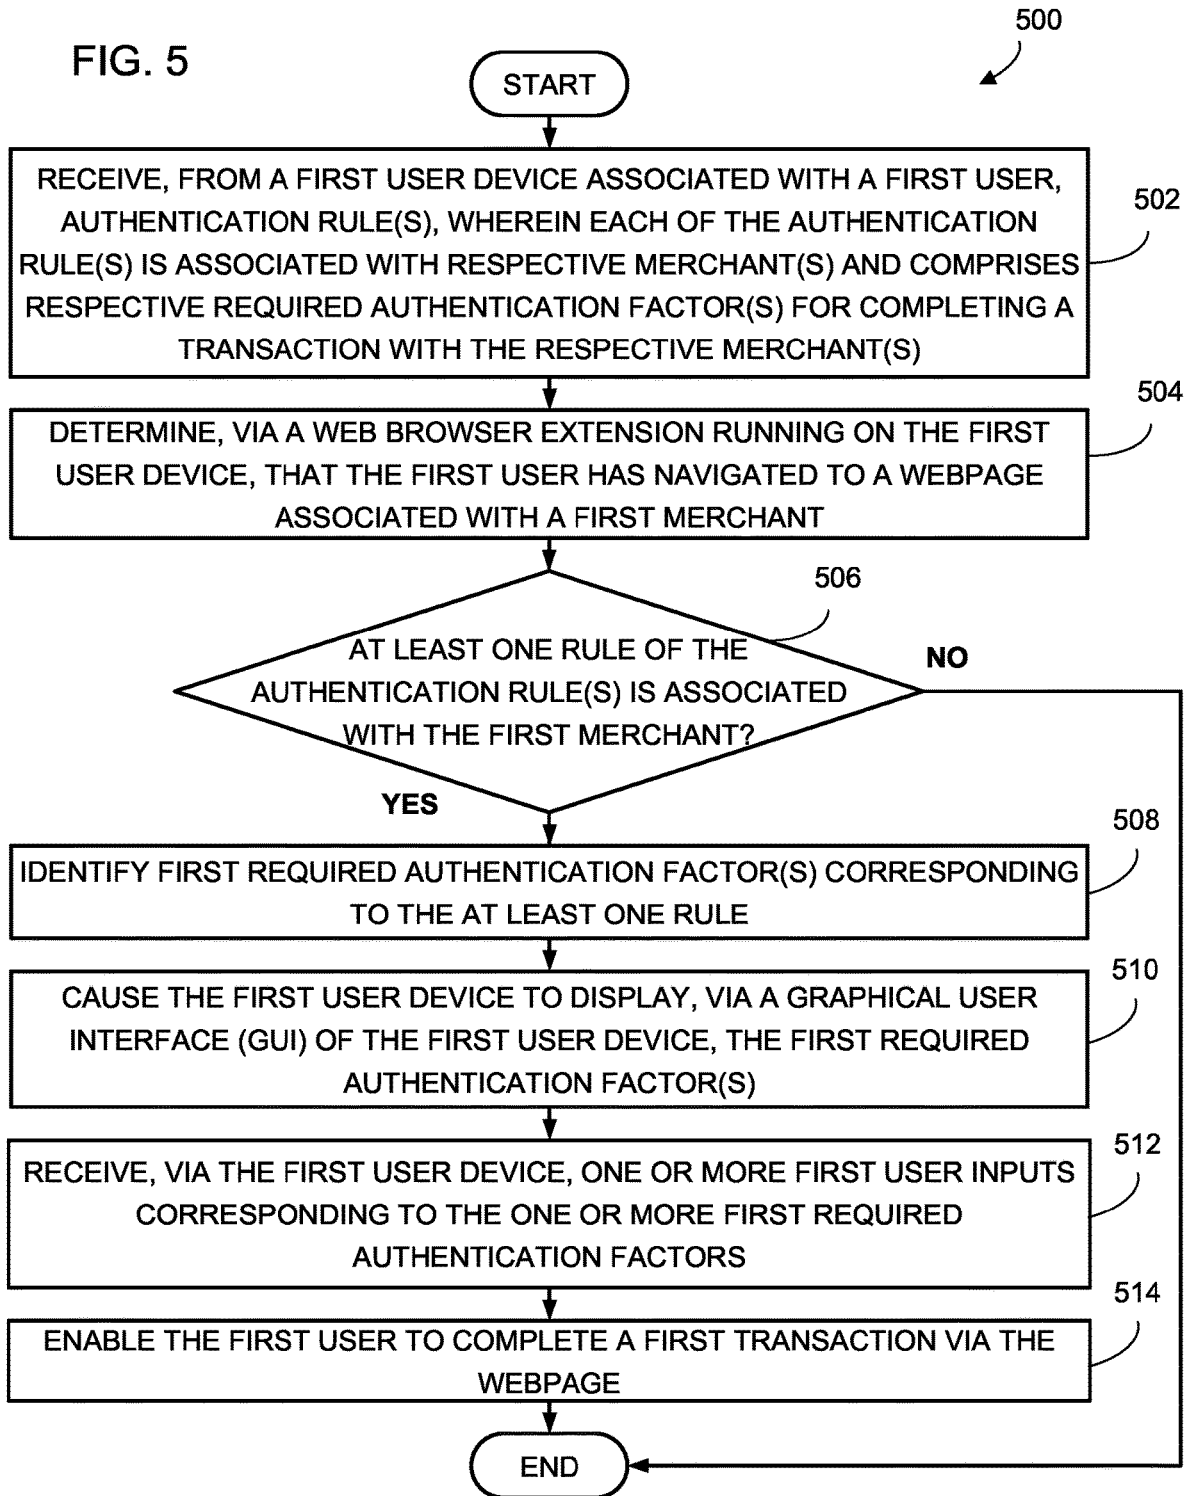 500
FIG. 5
START
RECEIVE, FROM A FIRST USER DEVICE ASSOCIATED WITH A FIRST USER,
AUTHENTICATION RULE(S), WHEREIN EACH OF THE AUTHENTICATION
RULE(S) IS ASSOCIATED WITH RESPECTIVE MERCHANT(S) AND COMPRISES
RESPECTIVE REQUIRED AUTHENTICATION FACTOR(S) FOR COMPLETING A
TRANSACTION WITH THE RESPECTIVE MERCHANT(S)
502
504
DETERMINE, VIA A WEB BROWSER EXTENSION RUNNING ON THE FIRST
USER DEVICE, THAT THE FIRST USER HAS NAVIGATED TO A WEBPAGE
ASSOCIATED WITH A FIRST MERCHANT
506
AT LEAST ONE RULE OF THE
AUTHENTICATION RULE(S) IS ASSOCIATED
WITH THE FIRST MERCHANT?
NO
YES
508
IDENTIFY FIRST REQUIRED AUTHENTICATION FACTOR(S) CORRESPONDING
TO THE AT LEAST ONE RULE
510
CAUSE THE FIRST USER DEVICE TO DISPLAY, VIA A GRAPHICAL USER
INTERFACE (GUI) OF THE FIRST USER DEVICE, THE FIRST REQUIRED
AUTHENTICATION FACTOR(S)
512
RECEIVE, VIA THE FIRST USER DEVICE, ONE OR MORE FIRST USER INPUTS
CORRESPONDING TO THE ONE OR MORE FIRST REQUIRED
AUTHENTICATION FACTORS
514
ENABLE THE FIRST USER TO COMPLETE A FIRST TRANSACTION VIA THE
WEBPAGE
END